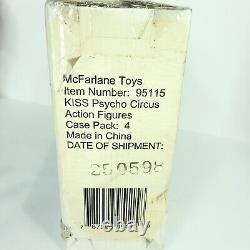 McFarlane Toys
Item Number: 95115
KISS Psycho Circus
Action Figures
Case Pack: 4
Made in China
DATE OF SHIPMENT:
250598